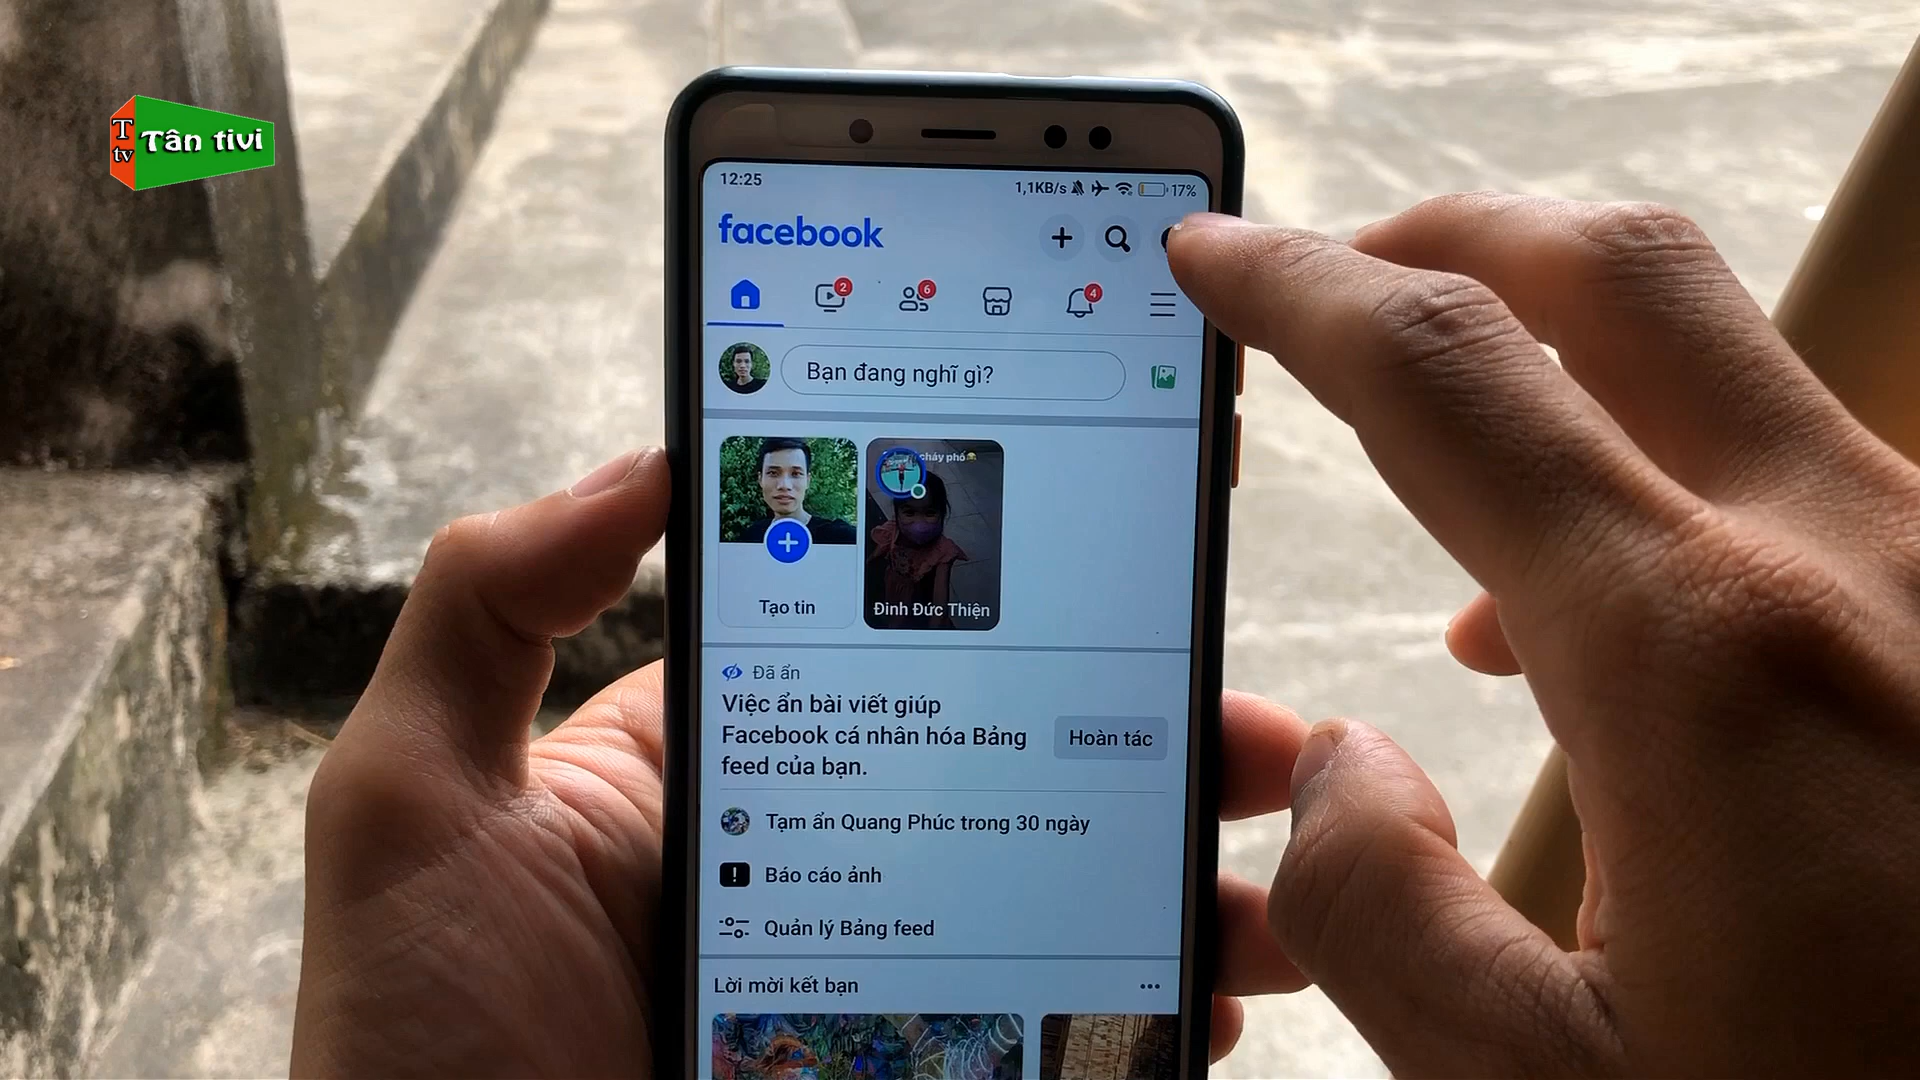 T
tv
Tân tivi
12:25
1,1KB/s
17%
facebook
2
6
4
Bạn đang nghĩ gì?
cháy phố
Tạo tin
Đinh Đức Thiện
Đã ẩn
Việc ẩn bài viết giúp
Facebook cá nhân hóa Bảng
feed của bạn.
Hoàn tác
Tạm ẩn Quang Phúc trong 30 ngày
Báo cáo ảnh
Quản lý Bảng feed
Lời mời kết bạn